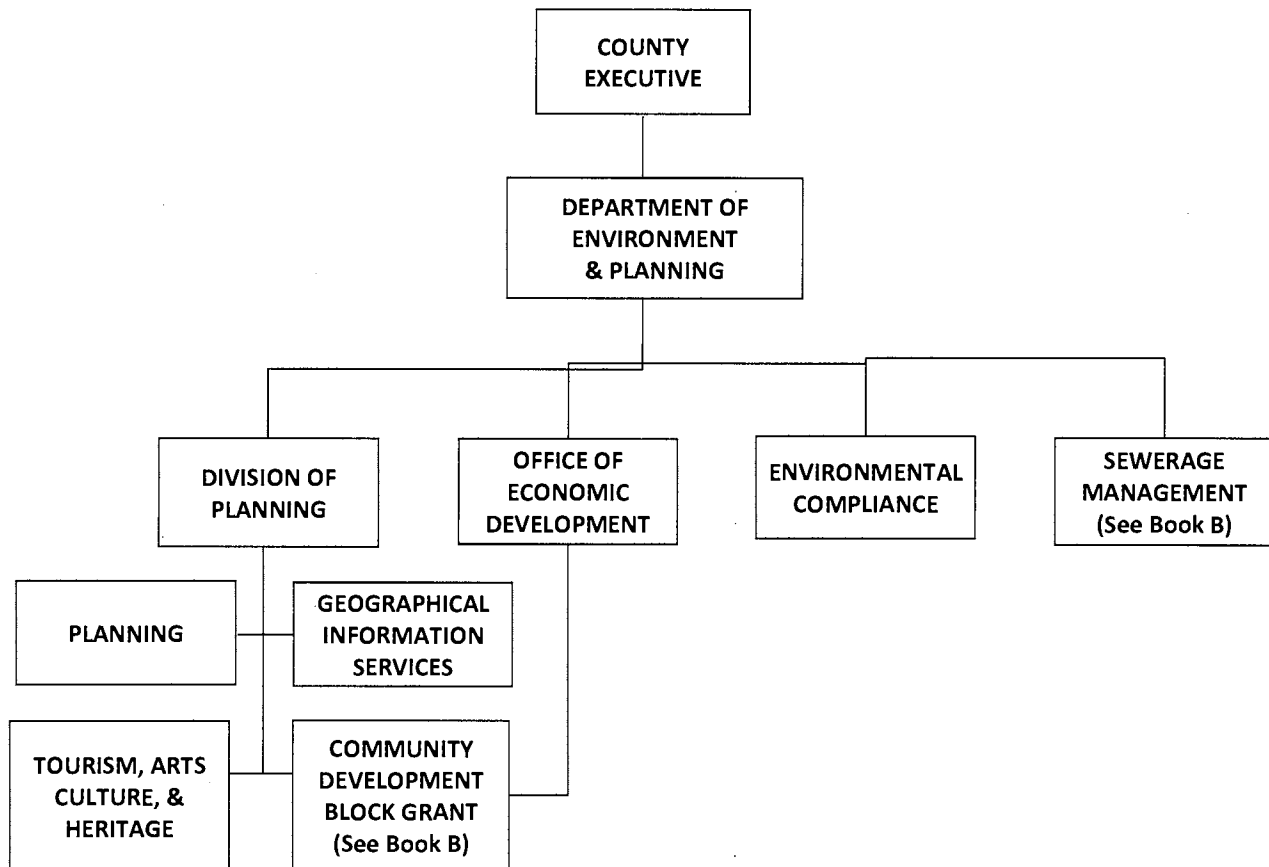 COUNTY
EXECUTIVE
DEPARTMENT OF
ENVIRONMENT
& PLANNING
DIVISION OF
PLANNING
OFFICE OF
ECONOMIC
DEVELOPMENT
ENVIRONMENTAL
COMPLIANCE
SEWERAGE
MANAGEMENT
(See Book B)
PLANNING
GEOGRAPHICAL
INFORMATION
SERVICES
TOURISM, ARTS
CULTURE, &
HERITAGE
COMMUNITY
DEVELOPMENT
BLOCK GRANT
(See Book B)